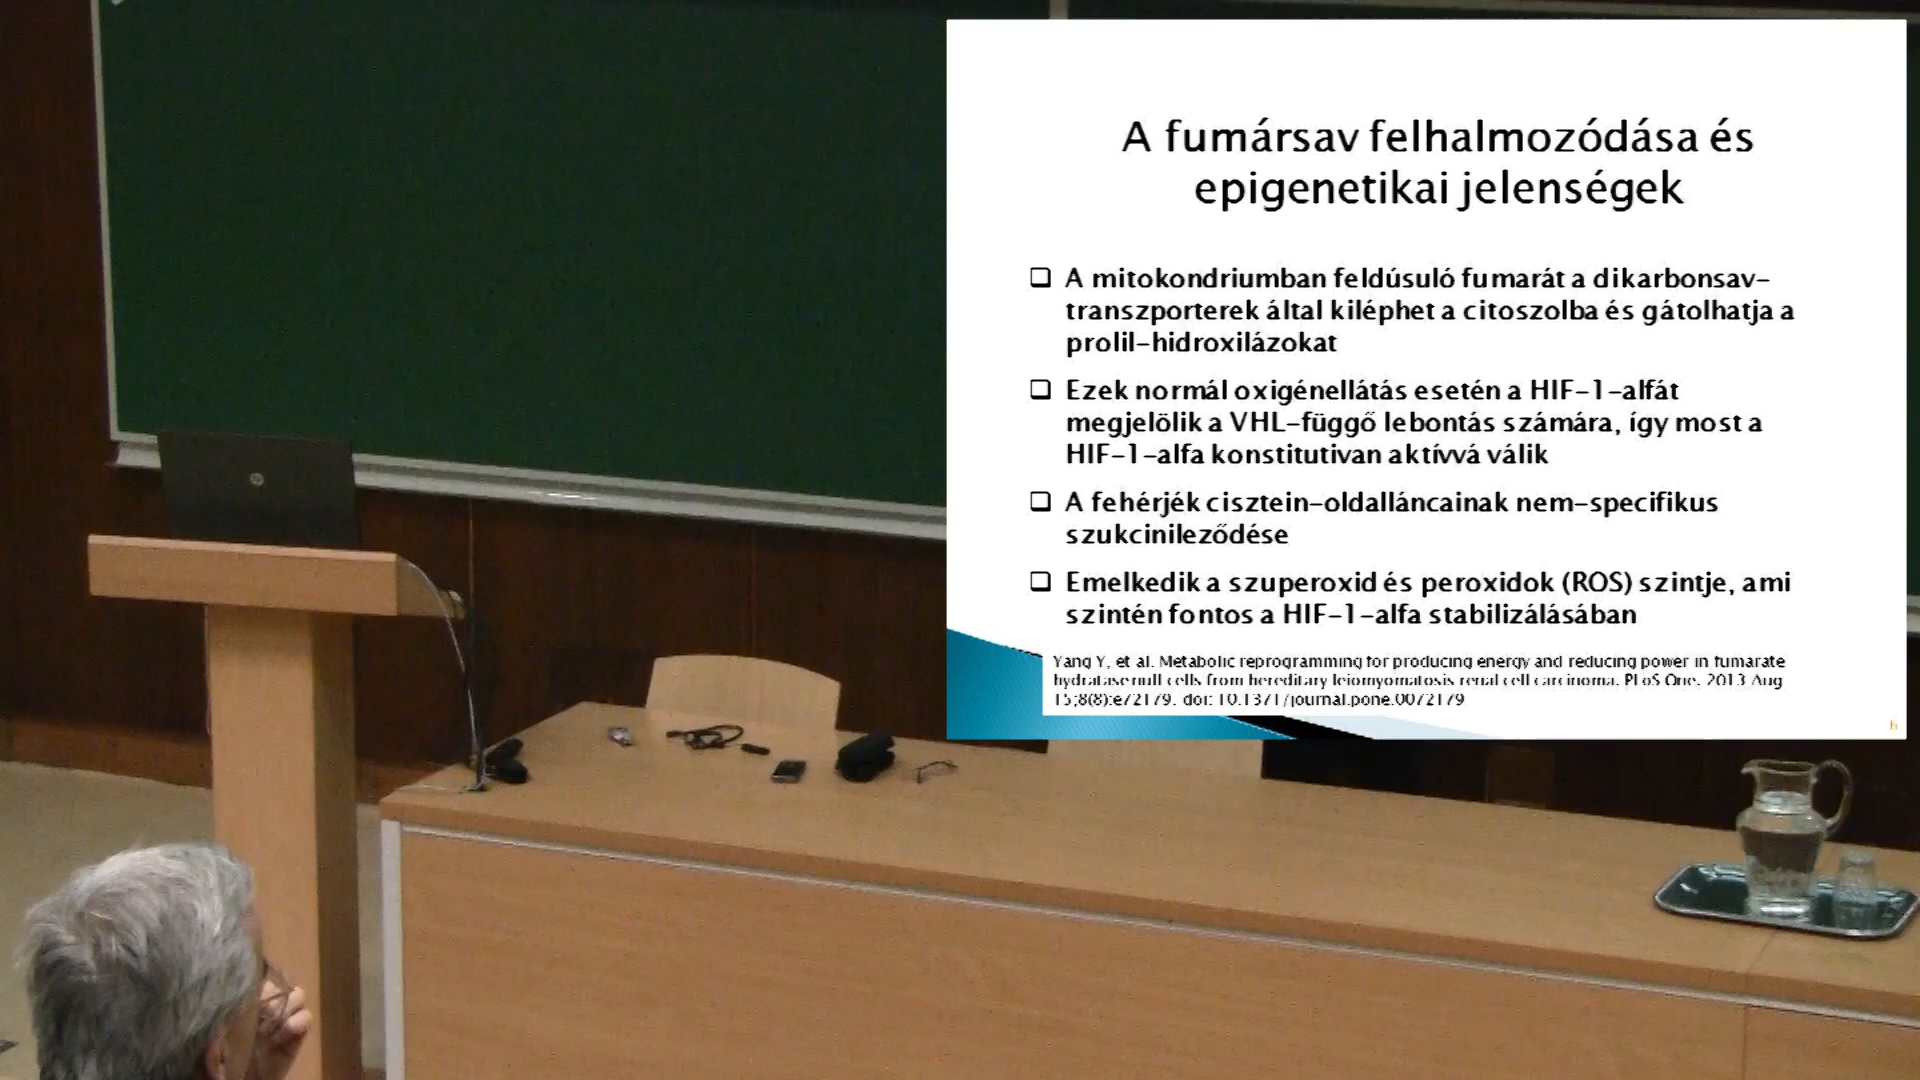 A fumársav felhalmozódása és
epigenetikai jelenségek
A mitokondriumban feldúsuló fumarát a dikarbonsav-
transzporterek által kiléphet a citoszolba és gátolhatja a
prolil-hidroxilázokat
Ezek normál oxigénellátás esetén a HIF-1-alfát
megjelölik a VHL-függő lebontás számára, így most a
HIF-1-alfa konstitutivan aktívvá válik
A fehérjék cisztein-oldalláncainak nem-specifikus
szukcinileződése
Emelkedik a szuperoxid és peroxidok (ROS) szintje, ami
szintén fontos a HIF-1-alfa stabilizálásában
Yang Y, et al. Metabolic reprogramming for producing energy and reducing power in fumarate
hydratase null cells from hereditary leiomyomatosis renal cell carcinoma. PLoS One. 2013 Aug
15;8(8):e72179. doi: 10.1371/journal.pone.0072179
6
hp